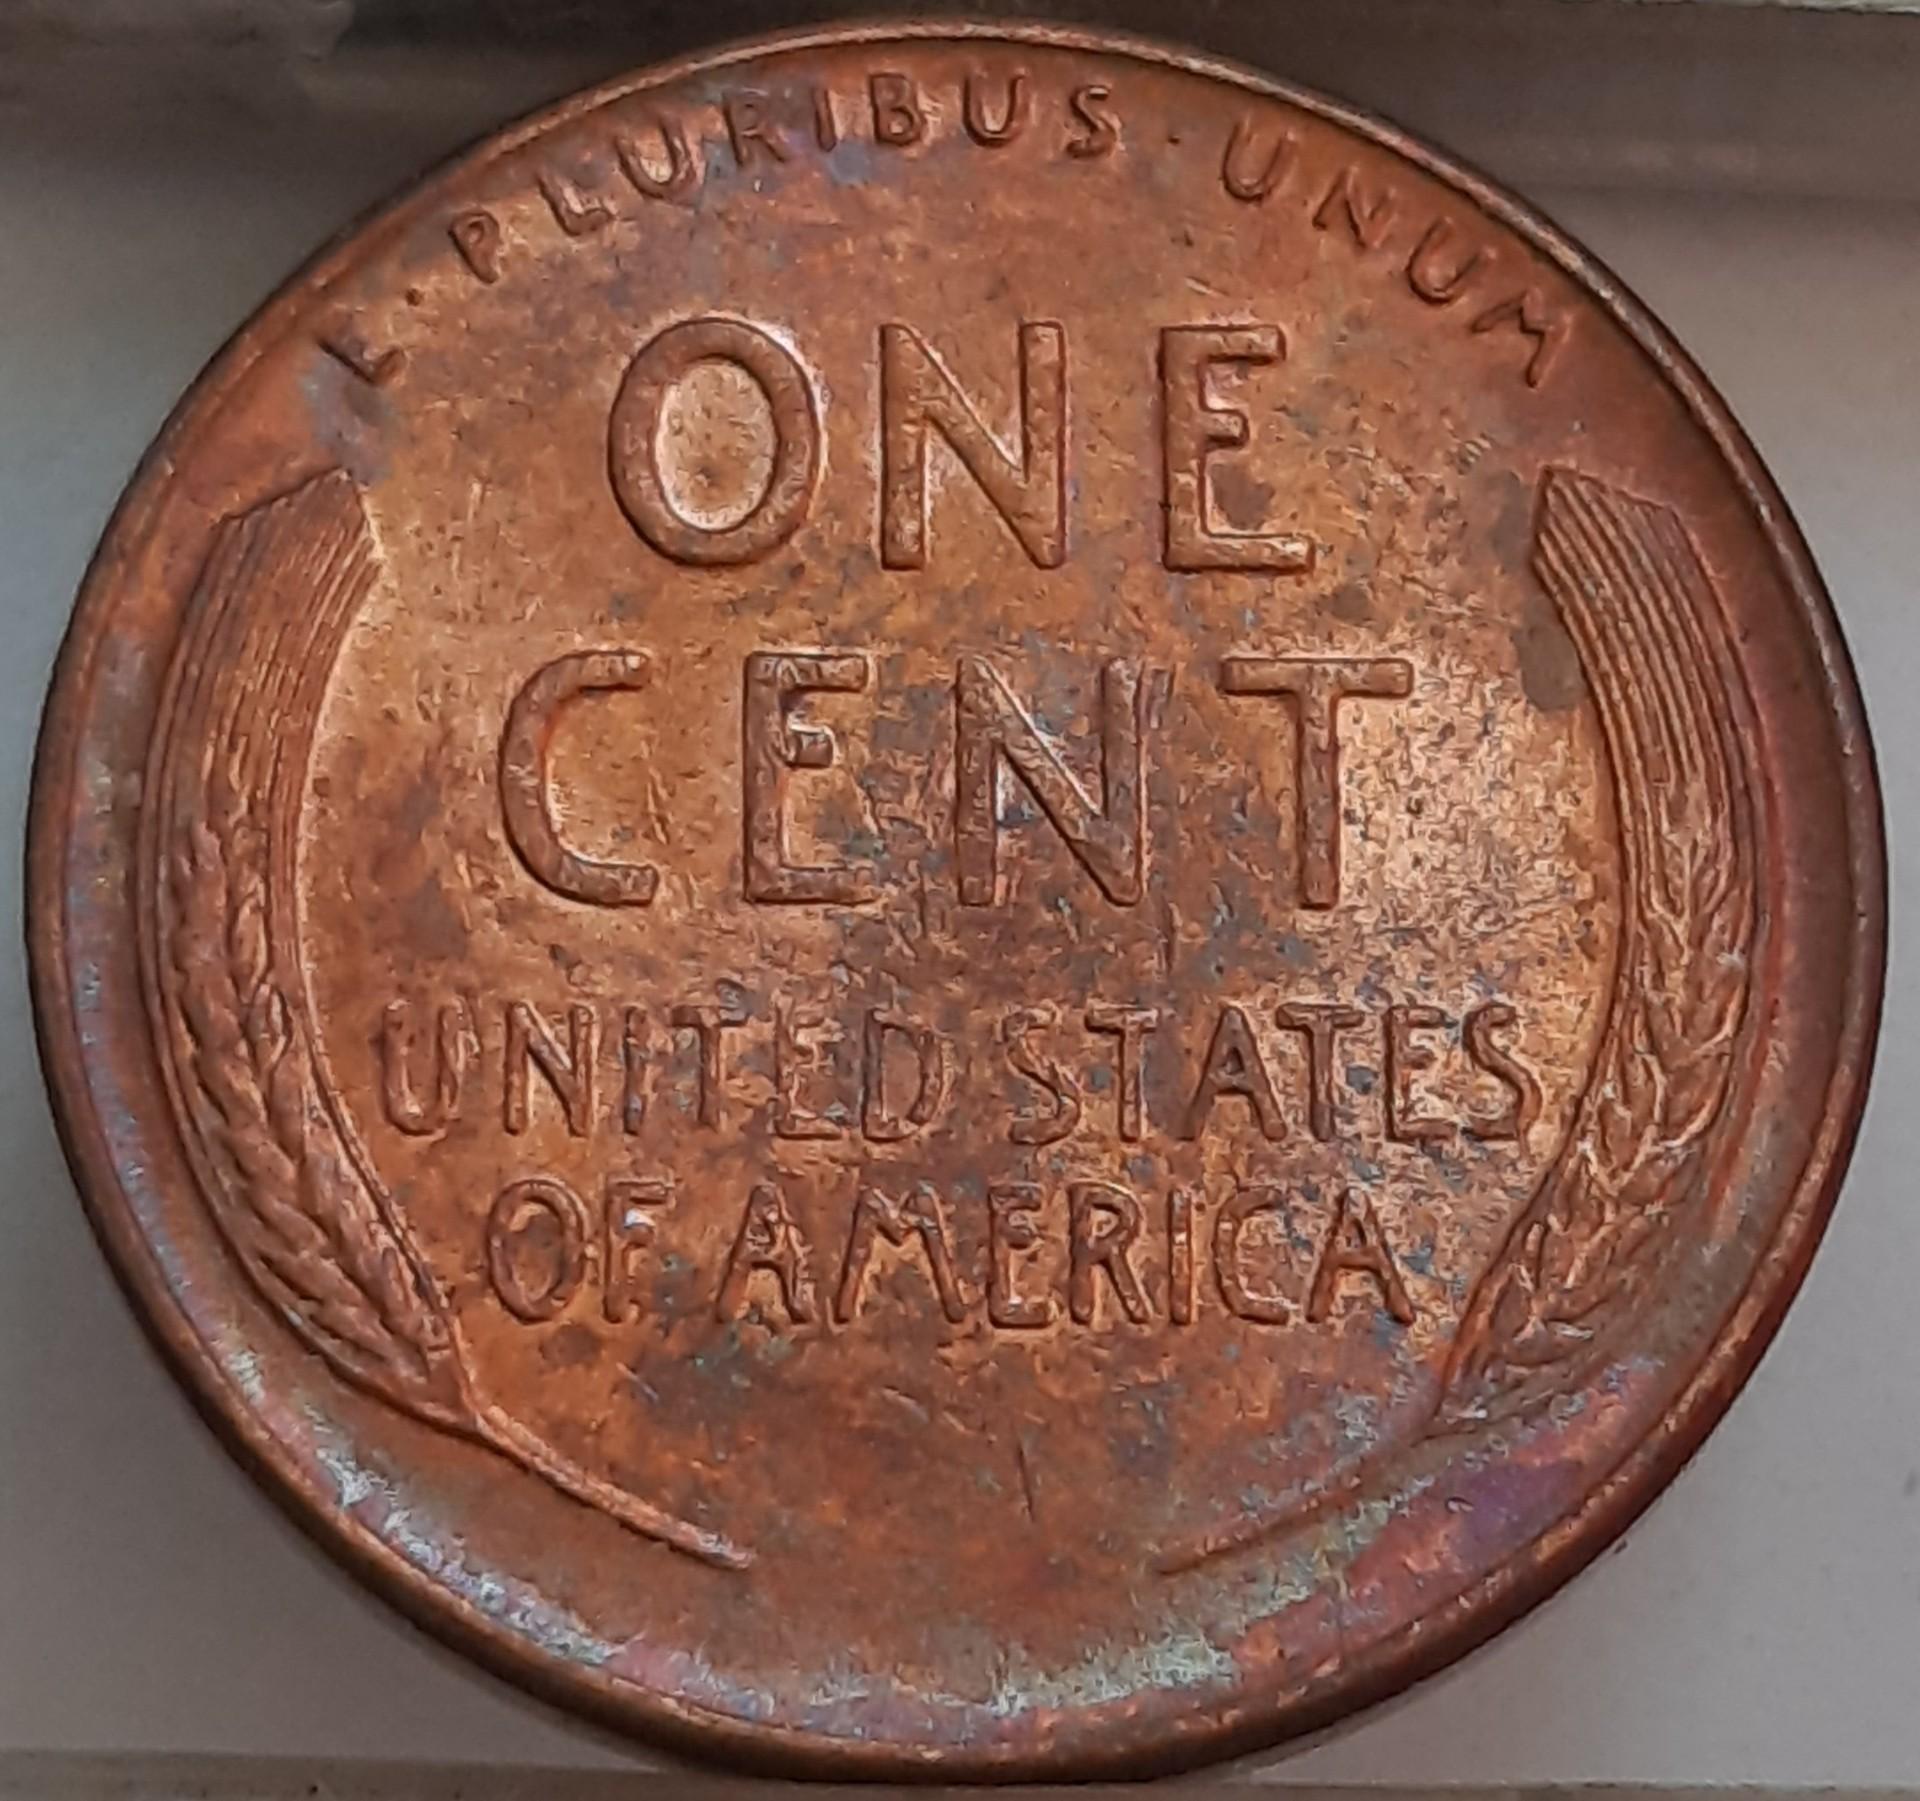 E·PLURIBUS·UNUM
ONE
CENT
UNITED STATES
OF AMERICA